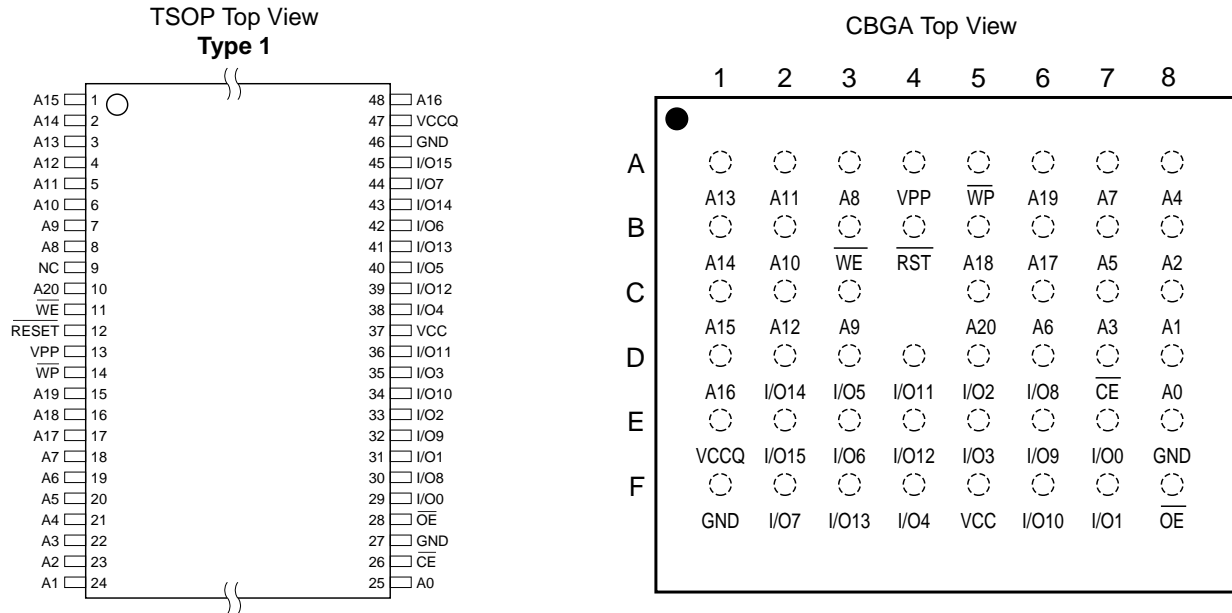 TSOP Top View
Type 1
A15 1 48 A16
A14 2 47 VCCQ
A13 3 46 GND
A12 4 45 I/O15
A11 5 44 I/O7
A10 6 43 I/O14
A9 7 42 I/O6
A8 8 41 I/O13
NC 9 40 I/O5
A20 10 39 I/O12
WE 11 38 I/O4
RESET 12 37 VCC
VPP 13 36 I/O11
WP 14 35 I/O3
A19 15 34 I/O10
A18 16 33 I/O2
A17 17 32 I/O9
A7 18 31 I/O1
A6 19 30 I/O8
A5 20 29 I/O0
A4 21 28 OE
A3 22 27 GND
A2 23 26 CE
A1 24 25 A0
CBGA Top View
1 2 3 4 5 6 7 8
A
A13 A11 A8 VPP WP A19 A7 A4
B
A14 A10 WE RST A18 A17 A5 A2
C
A15 A12 A9 A20 A6 A3 A1
D
A16 I/O14 I/O5 I/O11 I/O2 I/O8 CE A0
E
VCCQ I/O15 I/O6 I/O12 I/O3 I/O9 I/O0 GND
F
GND I/O7 I/O13 I/O4 VCC I/O10 I/O1 OE